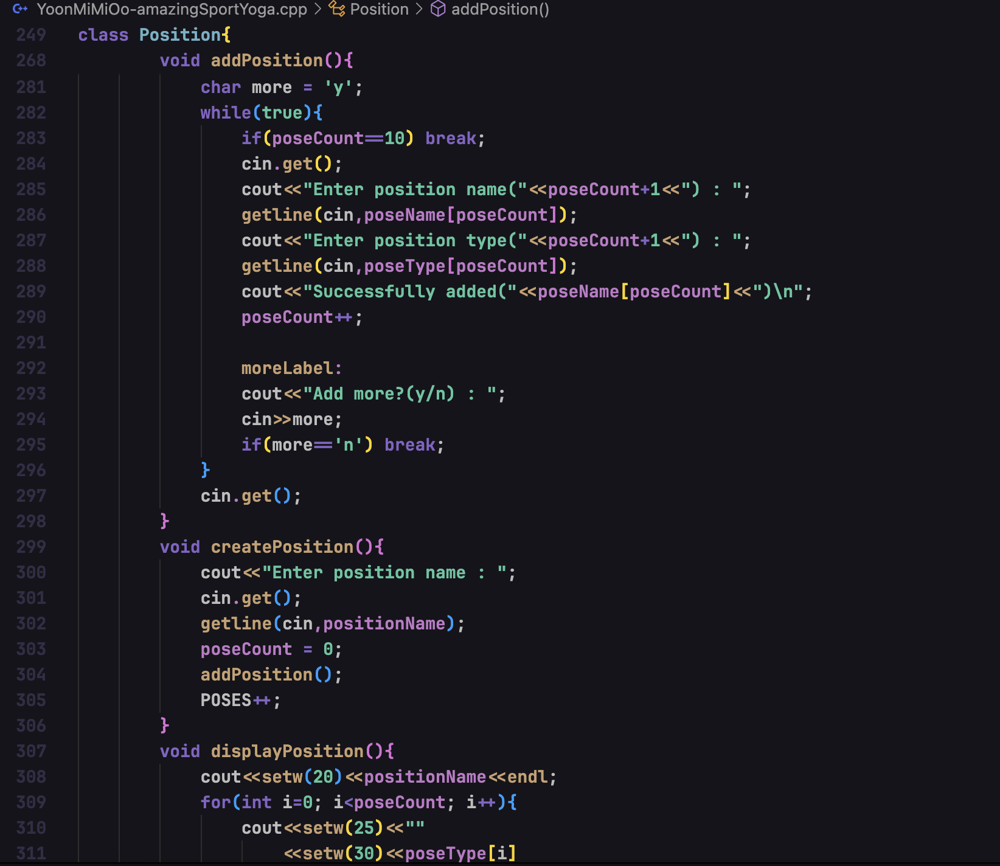 YoonMiMiOo-amazingSportYoga.cpp > Position > addPosition()
249 class Position{
268 void addPosition(){
281 char more = 'y';
282 while(true){
283 if(poseCount==10) break;
284 cin.get();
285 cout<<"Enter position name("<<poseCount+1<<") : ";
286 getline(cin,poseName[poseCount]);
287 cout<<"Enter position type("<<poseCount+1<<") : ";
288 getline(cin,poseType[poseCount]);
289 cout<<"Successfully added("<<poseName[poseCount]<<")\n";
290 poseCount++;
291
292 moreLabel:
293 cout<<"Add more?(y/n) : ";
294 cin>>more;
295 if(more=='n') break;
296 }
297 cin.get();
298 }
299 void createPosition(){
300 cout<<"Enter position name : ";
301 cin.get();
302 getline(cin,positionName);
303 poseCount = 0;
304 addPosition();
305 POSES++;
306 }
307 void displayPosition(){
308 cout<<setw(20)<<positionName<<endl;
309 for(int i=0; i<poseCount; i++){
310 cout<<setw(25)<<""
311 <<setw(30)<<poseType[i]